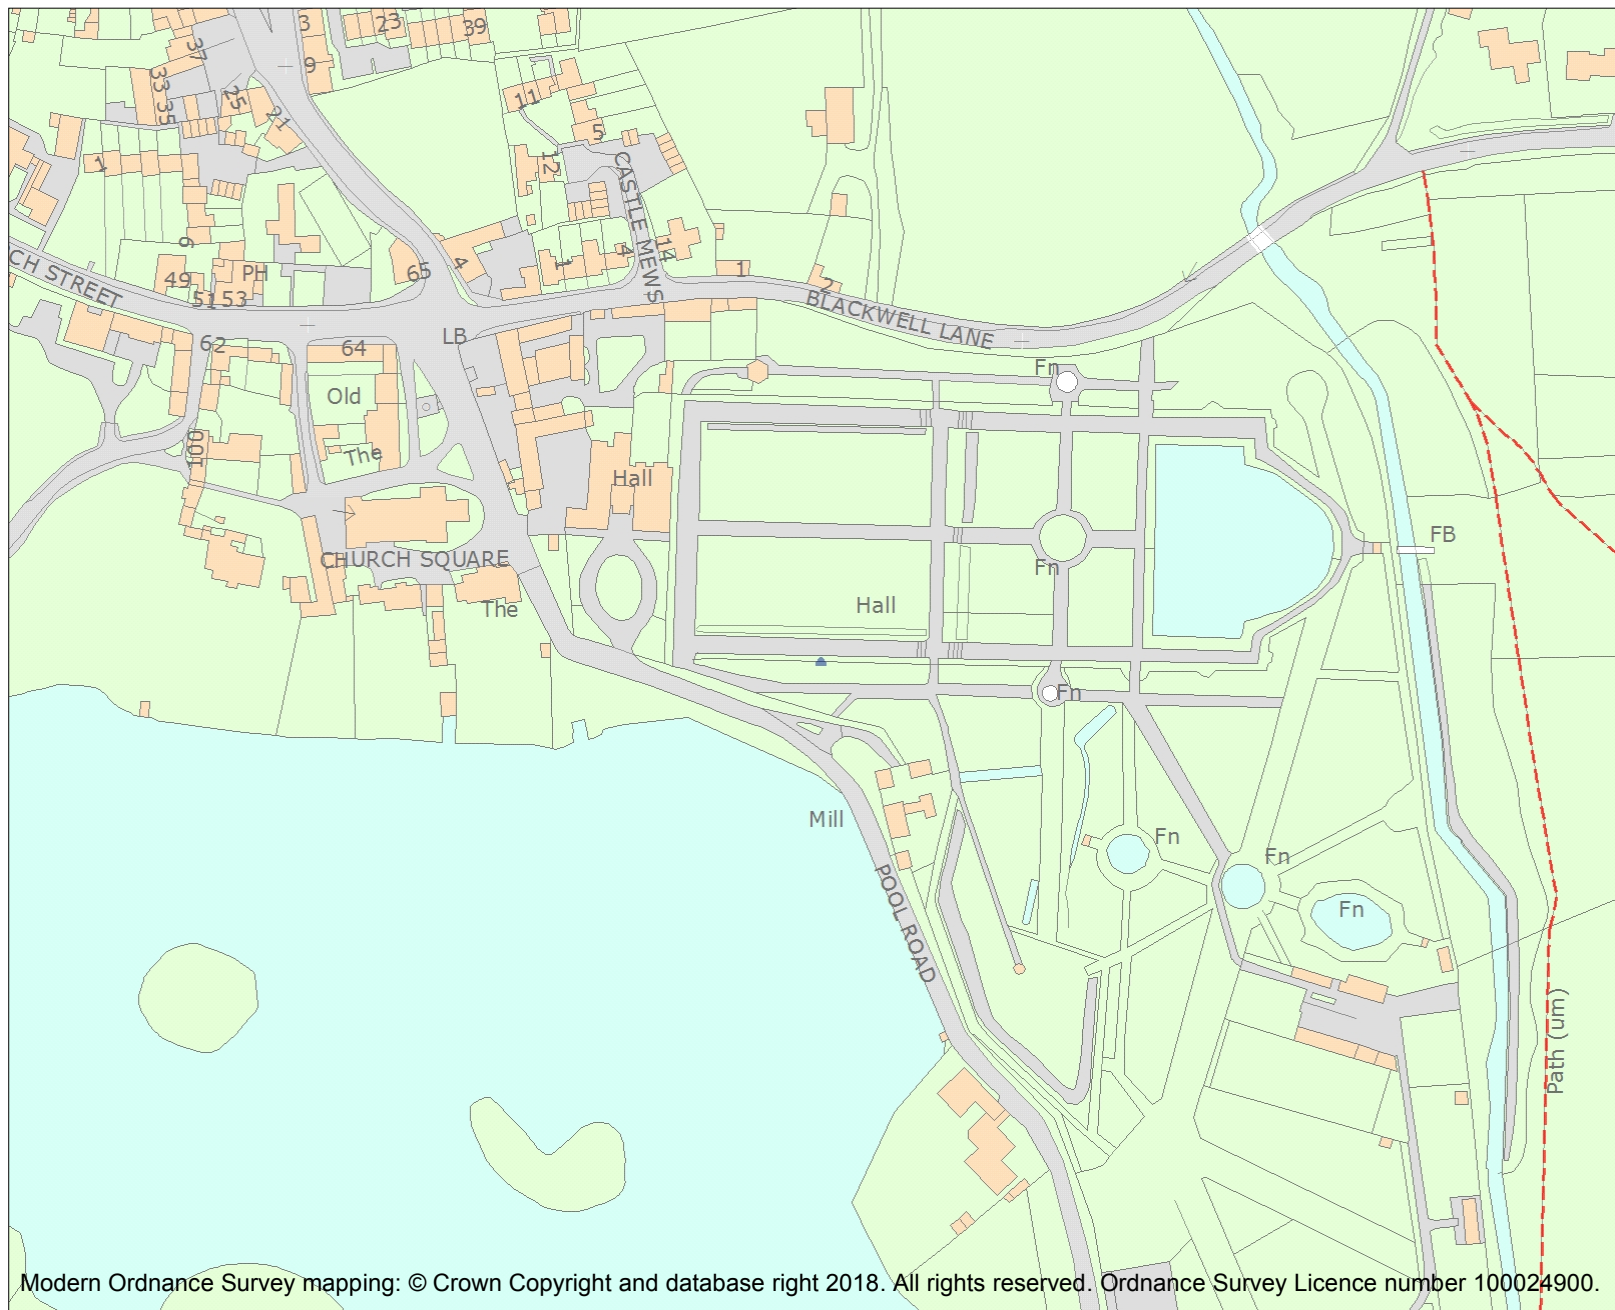 3
23
39
37
9
33 35
25
21
11
5
12
1
CASTLE MEWS
6
14
4
65
4
1
1
PH
49
51 53
CH STREET
2
BLACKWELL LANE
62
64
LB
Old
Fn
The
100
Hall
CHURCH SQUARE
FB
Fn
The
Hall
Fn
Mill
Fn
Fn
POOL ROAD
Fn
Path (um)
Modern Ordnance Survey mapping: © Crown Copyright and database right 2018. All rights reserved. Ordnance Survey Licence number 100024900.